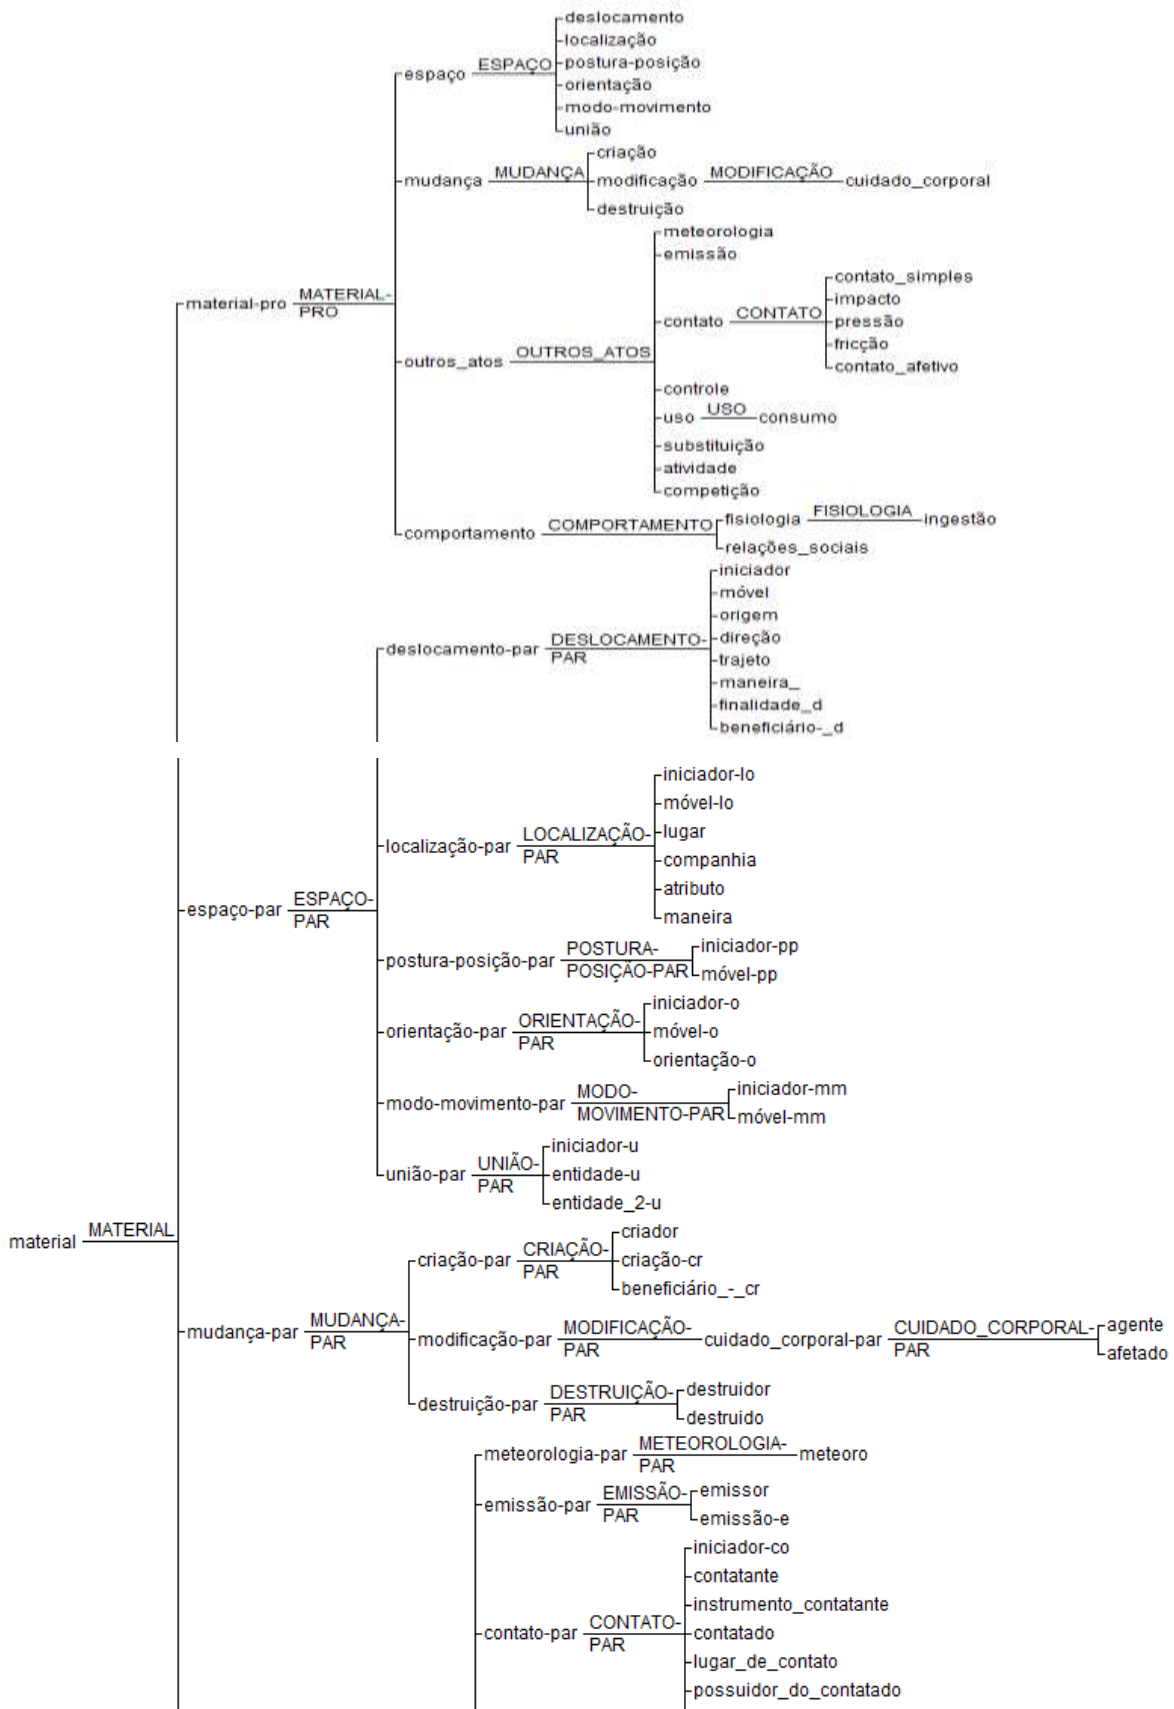 deslocamento
localização
espaço ESPAÇO postura-posição
orientação
modo-movimento
união
criação
mudança MUDANÇA modificação MODIFICAÇÃO cuidado_corporal
destruição
meteorologia
emissão
contato_simples
impacto
material-pro MATERIAL-
PRO
contato CONTATO pressão
fricção
outros_atos OUTROS_ATOS
contato_afetivo
controle
uso USO consumo
substituição
atividade
competição
comportamento COMPORTAMENTO fisiologia FISIOLOGIA ingestão
relações_sociais
iniciador
móvel
origem
deslocamento-par DESLOCAMENTO-
PAR
direção
trajeto
maneira_
finalidade_d
beneficiário-_d
iniciador-lo
móvel-lo
localização-par LOCALIZAÇÃO-
PAR
lugar
companhia
atributo
maneira
espaço-par ESPAÇO-
PAR
postura-posição-par POSTURA-
POSIÇÃO-PAR
iniciador-pp
móvel-pp
iniciador-o
orientação-par ORIENTAÇÃO-
PAR
móvel-o
orientação-o
modo-movimento-par MODO-
MOVIMENTO-PAR
iniciador-mm
móvel-mm
iniciador-u
união-par UNIÃO-
PAR
entidade-u
entidade_2-u
material MATERIAL
criador
criação-par CRIAÇÃO-
PAR
criação-cr
beneficiário_-_cr
mudança-par MUDANÇA-
PAR
modificação-par MODIFICAÇÃO-
PAR
cuidado_corporal-par CUIDADO_CORPORAL-
PAR
agente
afetado
destruição-par DESTRUIÇÃO-
PAR
destruidor
destruido
meteorologia-par METEOROLOGIA-
PAR
meteoro
emissão-par EMISSÃO-
PAR
emissor
emissão-e
iniciador-co
contatante
instrumento_contatante
contato-par CONTATO-
PAR
contatado
lugar_de_contato
possuidor_do_contatado